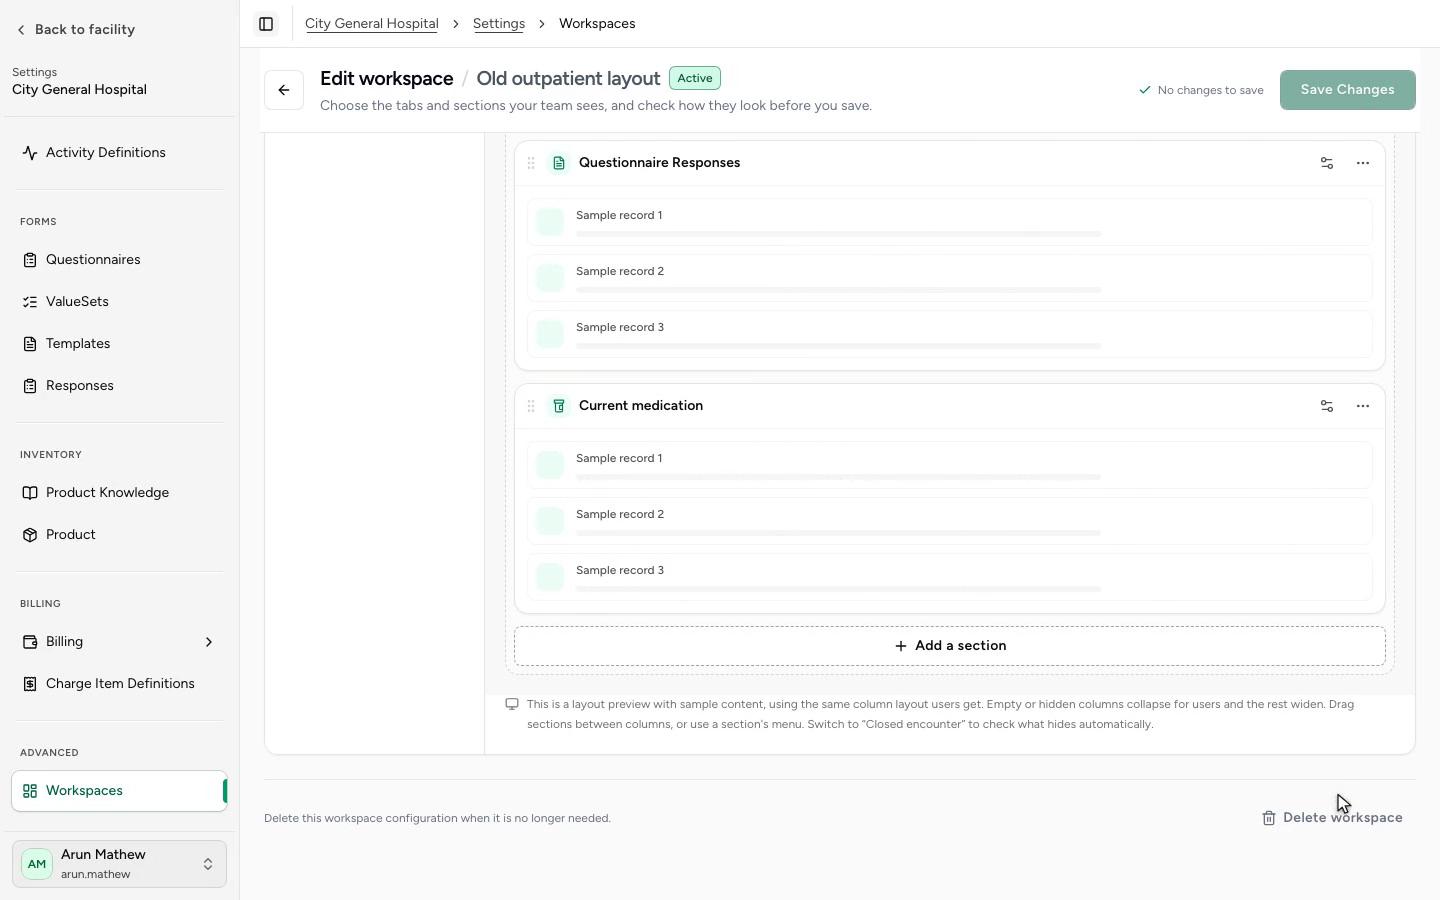 Back to facility
Settings
City General Hospital
Activity Definitions
FORMS
Questionnaires
ValueSets
Templates
Responses
INVENTORY
Product Knowledge
Product
BILLING
Billing
Charge Item Definitions
ADVANCED
Workspaces
AM
Arun Mathew
arun.mathew
City General Hospital > Settings > Workspaces
Edit workspace / Old outpatient layout Active
Choose the tabs and sections your team sees, and check how they look before you save.
No changes to save
Save Changes
Questionnaire Responses
Sample record 1
Sample record 2
Sample record 3
Current medication
Sample record 1
Sample record 2
Sample record 3
+ Add a section
This is a layout preview with sample content, using the same column layout users get. Empty or hidden columns collapse for users and the rest widen. Drag
sections between columns, or use a section's menu. Switch to "Closed encounter" to check what hides automatically.
Delete this workspace configuration when it is no longer needed.
Delete workspace